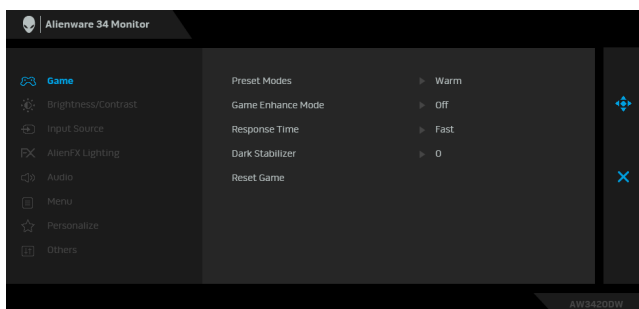 Alienware 34 Monitor
Game
Brightness/Contrast
Input Source
AlienFX Lighting
Audio
Menu
Personalize
Others
Preset Modes Warm
Game Enhance Mode Off
Response Time Fast
Dark Stabilizer 0
Reset Game
AW3420DW